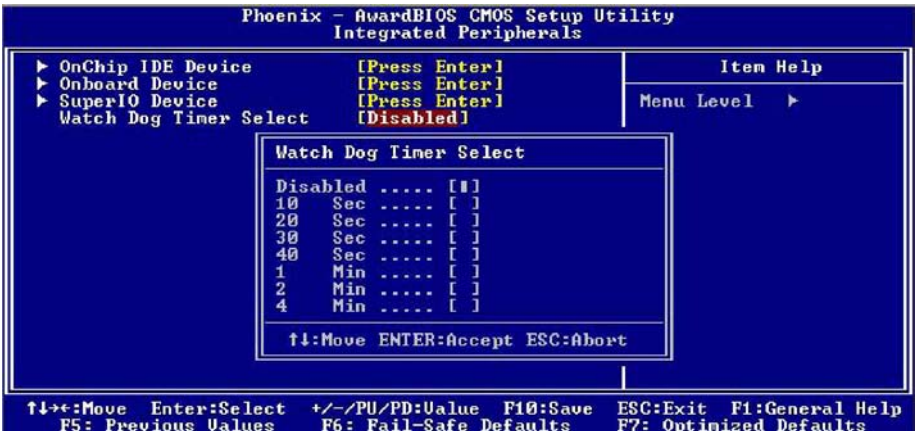 Phoenix - AwardBIOS CMOS Setup Utility
Integrated Peripherals
▶ OnChip IDE Device [Press Enter]
▶ Onboard Device [Press Enter]
▶ SuperIO Device [Press Enter]
Watch Dog Timer Select [Disabled]
Item Help
Menu Level ▶
Watch Dog Timer Select
Disabled ..... [■]
10 Sec ..... [ ]
20 Sec ..... [ ]
30 Sec ..... [ ]
40 Sec ..... [ ]
1 Min ..... [ ]
2 Min ..... [ ]
4 Min ..... [ ]
↑↓:Move ENTER:Accept ESC:Abort
↑↓→←:Move Enter:Select +/-/PU/PD:Value F10:Save ESC:Exit F1:General Help
F5: Previous Values F6: Fail-Safe Defaults F7: Optimized Defaults